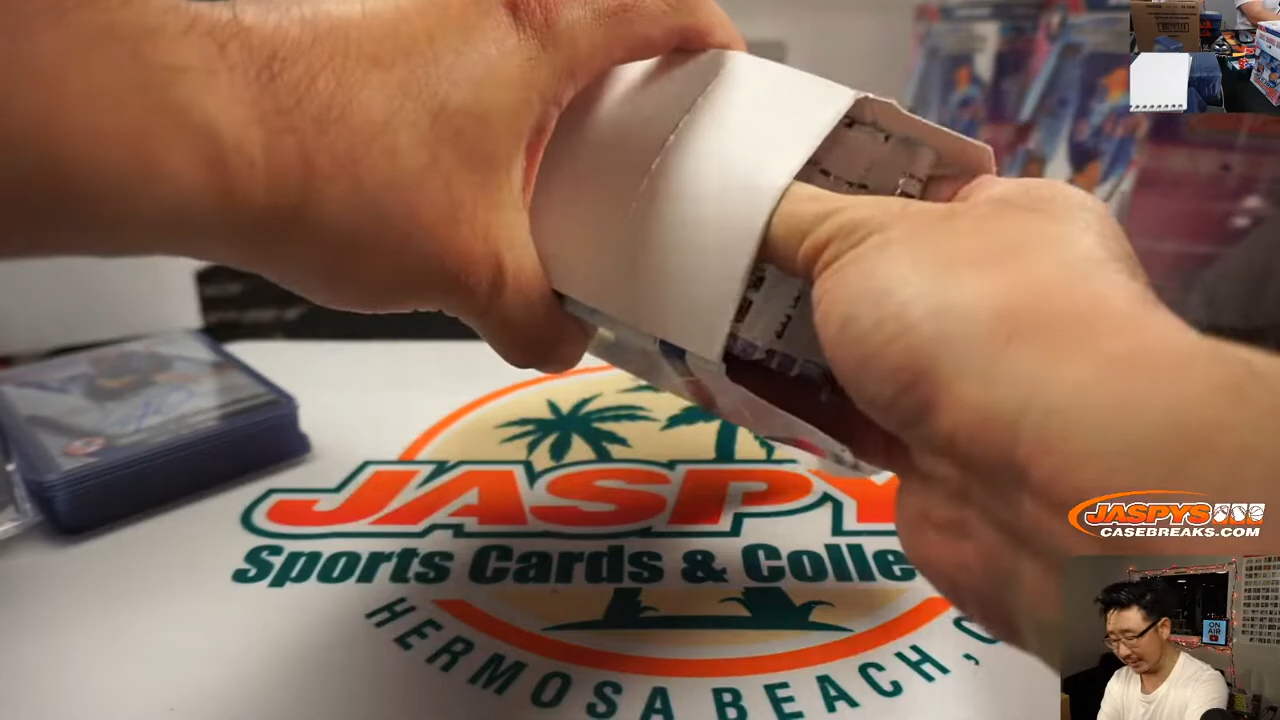 JASPY
Sports Cards & Colle
HERMOSA BEACH, C
JASPYS
CASEBREAKS.COM
ON
AIR